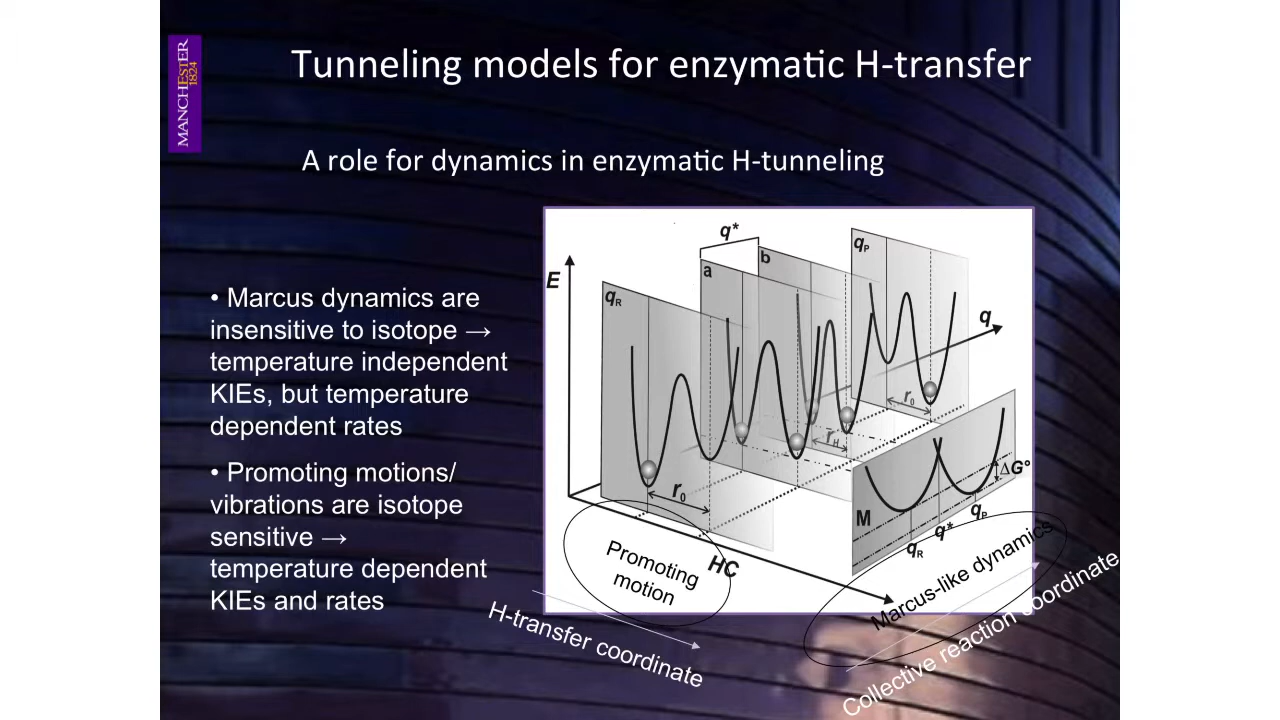 MANCHESTER
1824
Tunneling models for enzymatic H-transfer
A role for dynamics in enzymatic H-tunneling
• Marcus dynamics are
insensitive to isotope →
temperature independent
KIEs, but temperature
dependent rates
• Promoting motions/
vibrations are isotope
sensitive →
temperature dependent
KIEs and rates
E
qR
a
q*
b
qP
q
r0
rH
r0
M
ΔG°
qR
q*
qP
HC
Promoting
motion
Marcus-like dynamics
H-transfer coordinate
Collective reaction coordinate